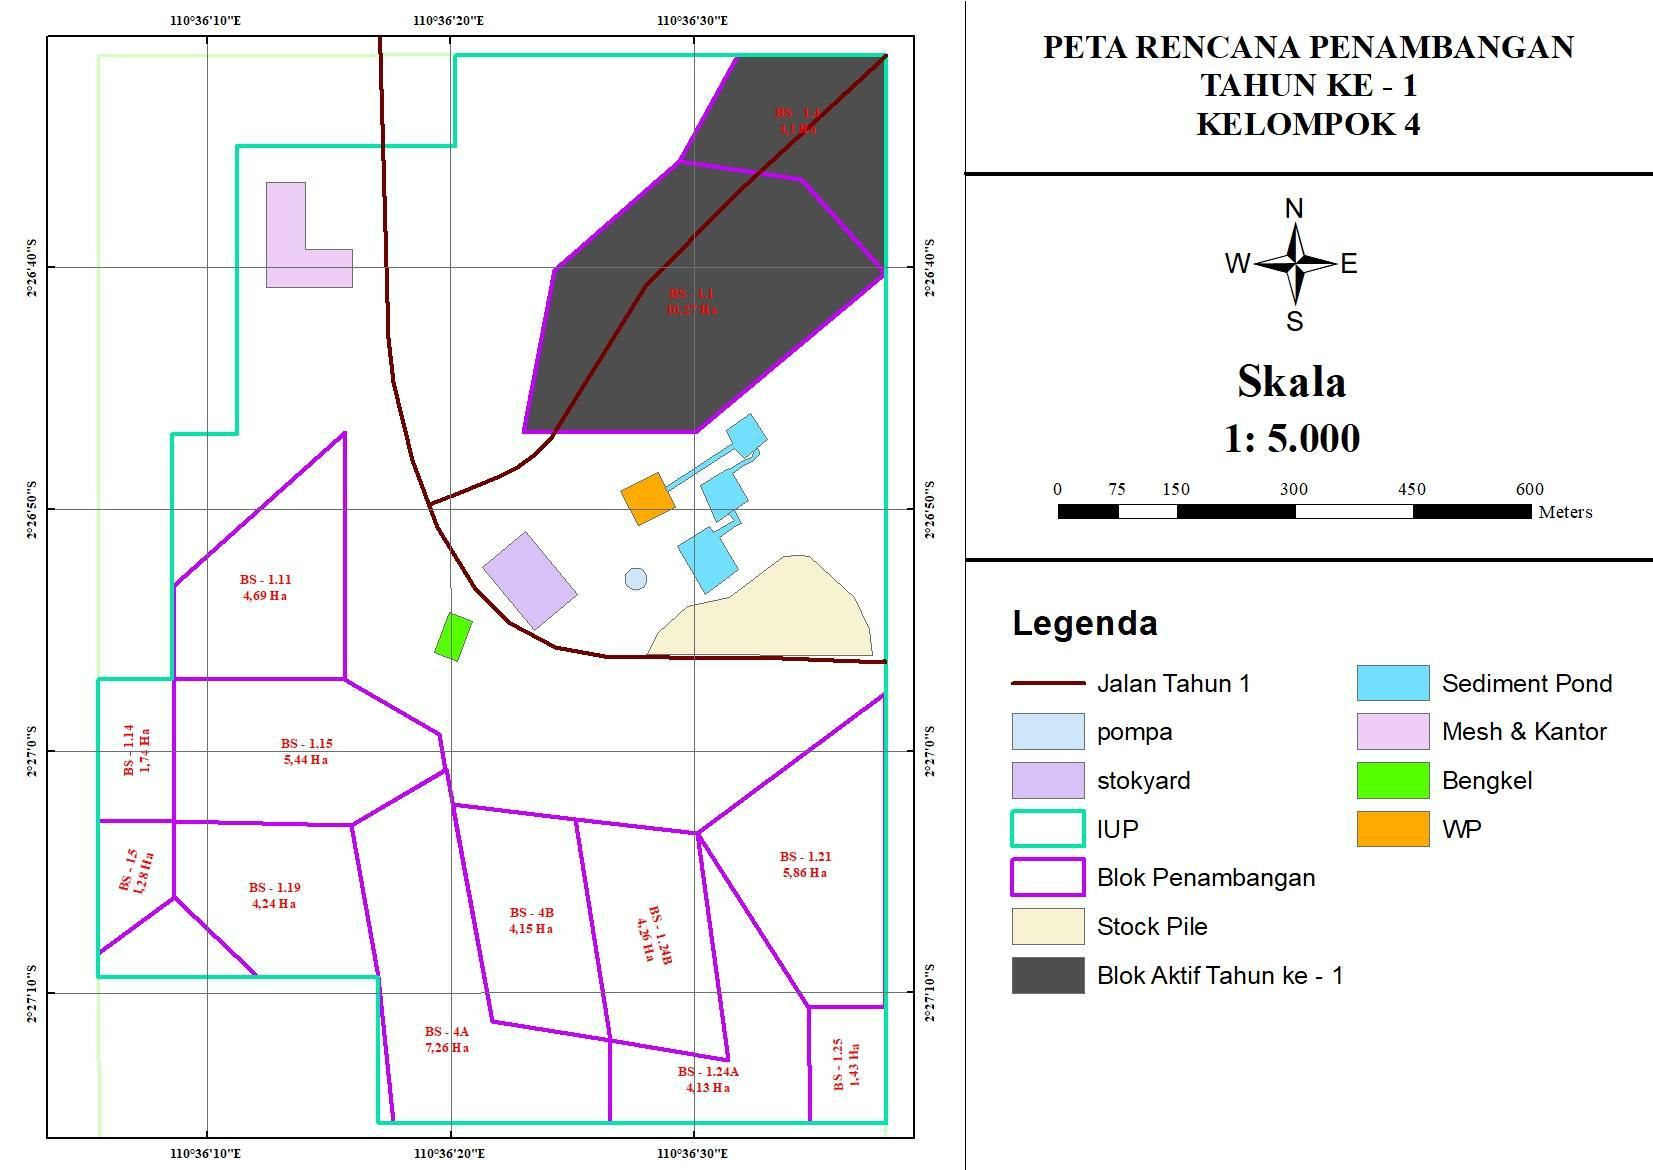 110°36'10"E
110°36'20"E
110°36'30"E
PETA RENCANA PENAMBANGAN
TAHUN KE - 1
KELOMPOK 4
N
W
E
S
Skala
1: 5.000
0 75 150 300 450 600
Meters
Legenda
Jalan Tahun 1
pompa
stokyard
IUP
Blok Penambangan
Stock Pile
Blok Aktif Tahun ke - 1
Sediment Pond
Mesh & Kantor
Bengkel
WP
2°26'40"S
2°26'40"S
2°26'50"S
2°26'50"S
2°27'0"S
2°27'0"S
2°27'10"S
2°27'10"S
BS - 1.1
10,27 Ha
BS - 1.11
4,69 Ha
BS - 1.14
1,74 Ha
BS - 1.15
5,44 Ha
BS - 1.5
1,28 Ha
BS - 1.19
4,24 Ha
BS - 4B
4,15 Ha
BS - 1.24B
4,26 Ha
BS - 1.21
5,86 Ha
BS - 4A
7,26 Ha
BS - 1.24A
4,13 Ha
BS - 1.25
1,43 Ha
110°36'10"E
110°36'20"E
110°36'30"E